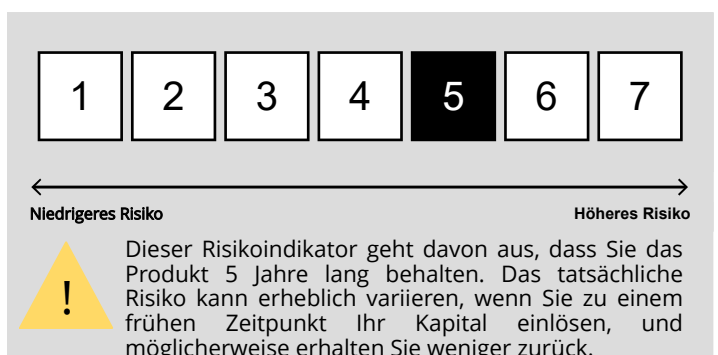 1 2 3 4 5 6 7
Niedrigeres Risiko Höheres Risiko
!
Dieser Risikoindikator geht davon aus, dass Sie das
Produkt 5 Jahre lang behalten. Das tatsächliche
Risiko kann erheblich variieren, wenn Sie zu einem
frühen Zeitpunkt Ihr Kapital einlösen, und
möglicherweise erhalten Sie weniger zurück.